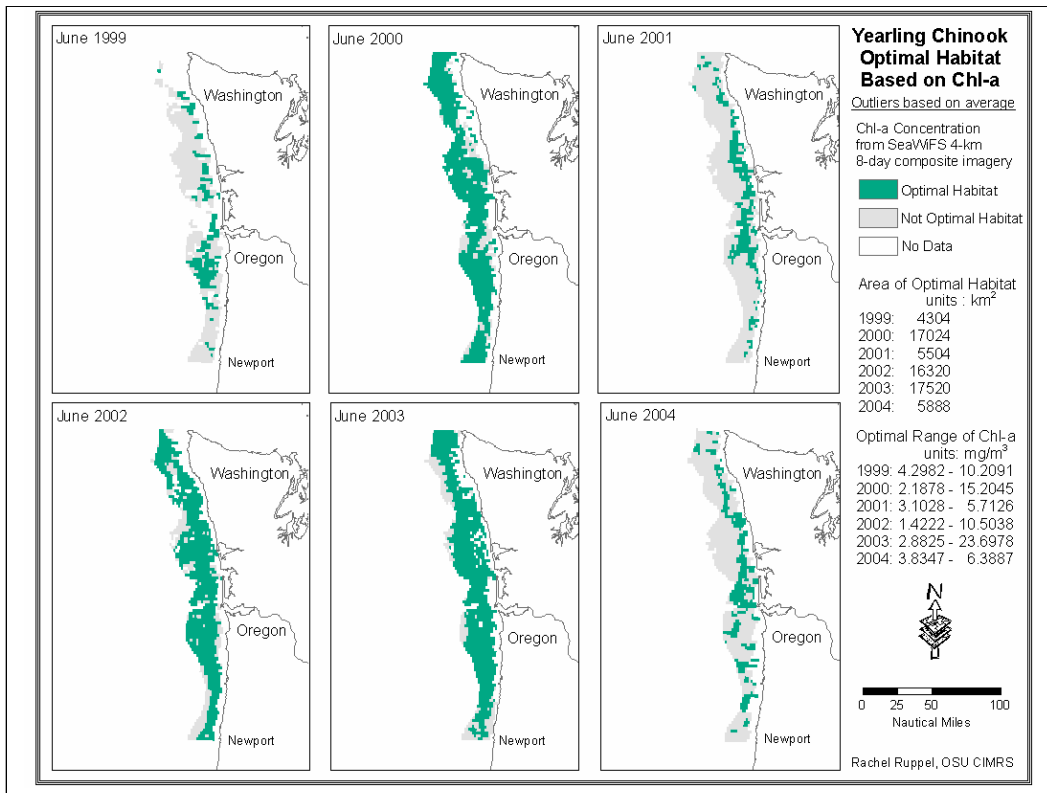 June 1999
Washington
Oregon
Newport
June 2000
Washington
Oregon
Newport
June 2001
Washington
Oregon
Newport
June 2002
Washington
Oregon
Newport
June 2003
Washington
Oregon
Newport
June 2004
Washington
Oregon
Newport
Yearling Chinook
Optimal Habitat
Based on Chl-a
Outliers based on average
Chl-a Concentration
from SeaWiFS 4-km
8-day composite imagery
Optimal Habitat
Not Optimal Habitat
No Data
Area of Optimal Habitat
units : km²
1999: 4304
2000: 17024
2001: 5504
2002: 16320
2003: 17520
2004: 5888
Optimal Range of Chl-a
units: mg/m³
1999: 4.2982 - 10.2091
2000: 2.1878 - 15.2045
2001: 3.1028 - 5.7126
2002: 1.4222 - 10.5038
2003: 2.8825 - 23.6978
2004: 3.8347 - 6.3887
N
0 25 50 100
Nautical Miles
Rachel Ruppel, OSU CIMRS